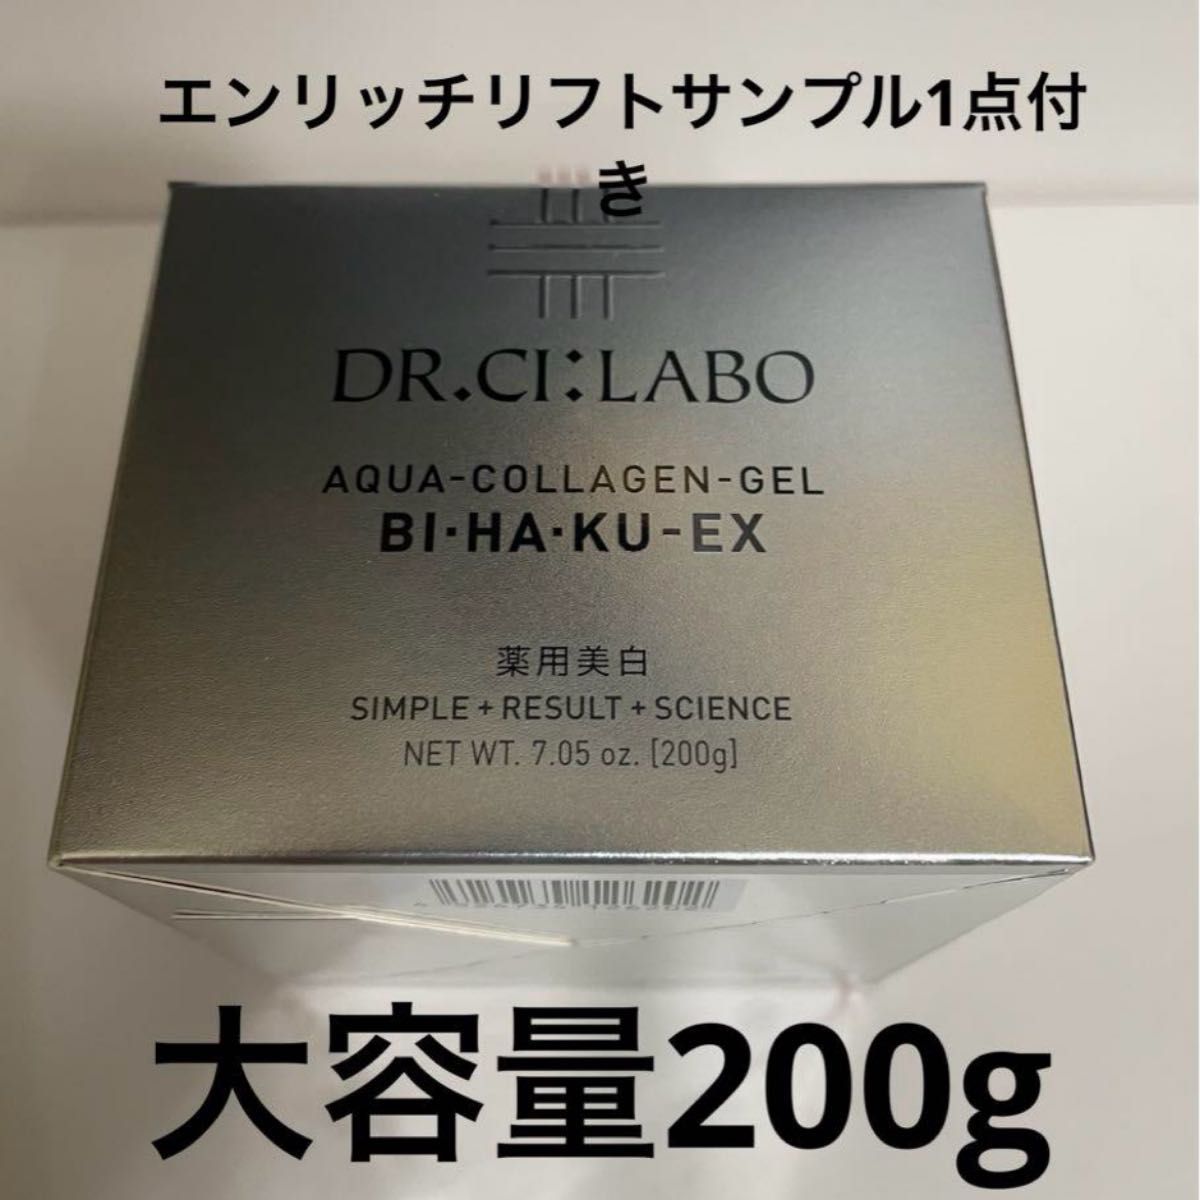 エンリッチリフトサンプル1点付
き
DR.CI:LABO
AQUA-COLLAGEN-GEL
BI・HA・KU-EX
薬用美白
SIMPLE + RESULT + SCIENCE
NET WT. 7.05 oz. [200g]
大容量200g